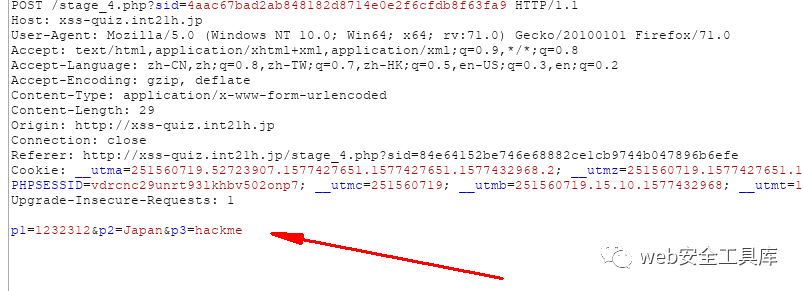 POST /stage_4.php?sid=4aac67bad2ab848182d8714e0e2f6cfdb8f63fa9 HTTP/1.1
Host: xss-quiz.int21h.jp
User-Agent: Mozilla/5.0 (Windows NT 10.0; Win64; x64; rv:71.0) Gecko/20100101 Firefox/71.0
Accept: text/html,application/xhtml+xml,application/xml;q=0.9,*/*;q=0.8
Accept-Language: zh-CN,zh;q=0.8,zh-TW;q=0.7,zh-HK;q=0.5,en-US;q=0.3,en;q=0.2
Accept-Encoding: gzip, deflate
Content-Type: application/x-www-form-urlencoded
Content-Length: 29
Origin: http://xss-quiz.int21h.jp
Connection: close
Referer: http://xss-quiz.int21h.jp/stage_4.php?sid=84e64152be746e68882ce1cb9744b047896b6efe
Cookie: __utma=251560719.52723907.1577427651.1577427651.1577432968.2; __utmz=251560719.1577427651.1
PHPSESSID=vdrcnc29unrt93lkhbv502onp7; __utmc=251560719; __utmb=251560719.15.10.1577432968; __utmt=1
Upgrade-Insecure-Requests: 1
p1=1232312&p2=Japan&p3=hackme
web安全工具库